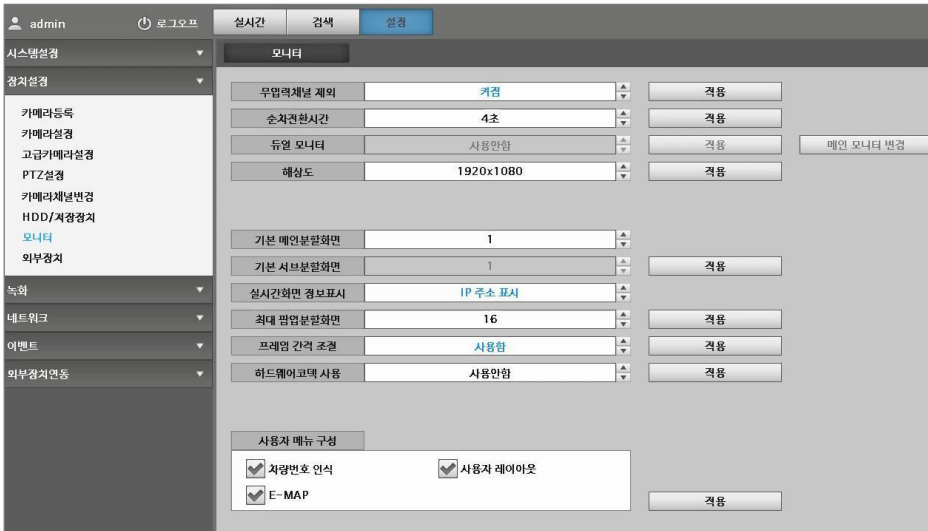 admin 로그오프 실시간 검색 설정
시스템설정
모니터
장치설정
카메라등록
카메라설정
고급카메라설정
PTZ설정
카메라채널변경
HDD/저장장치
모니터
외부장치
녹화
네트워크
이벤트
외부장치연동
무입력채널 제외 켜짐 적용
순차전환시간 4초 적용
듀얼 모니터 사용안함 적용 메인 모니터 변경
해상도 1920x1080 적용
기본 메인분할화면 1
기본 서브분할화면 1 적용
실시간화면 정보표시 IP 주소 표시
최대 팝업분할화면 16 적용
프레임 간격 조절 사용함 적용
하드웨어코덱 사용 사용안함 적용
사용자 메뉴 구성
차량번호 인식 사용자 레이아웃
E-MAP
적용